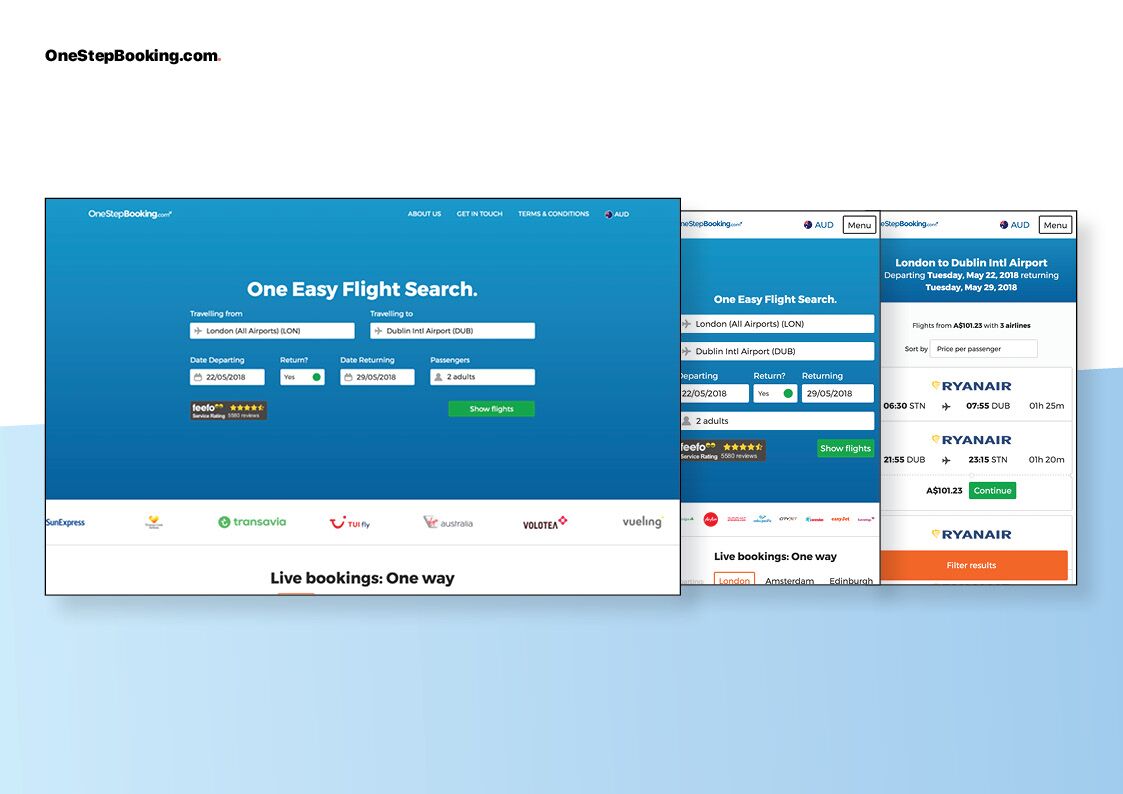 OneStepBooking.com.
OneStepBooking.com
ABOUT US GET IN TOUCH TERMS & CONDITIONS AUD
One Easy Flight Search.
Travelling from Travelling to
London (All Airports) (LON) Dublin Intl Airport (DUB)
Date Departing Return? Date Returning Passengers
22/05/2018 Yes 29/05/2018 2 adults
feefo
Service Rating 5580 reviews
Show flights
SunExpress
transavia
TUI fly
australia
VOLOTEA
vueling
Live bookings: One way
neStepBooking.com
AUD Menu
One Easy Flight Search.
London (All Airports) (LON)
Dublin Intl Airport (DUB)
Departing Return? Returning
22/05/2018 Yes 29/05/2018
2 adults
feefo
Service Rating 5580 reviews
Show flights
easyJet
Live bookings: One way
London Amsterdam Edinburgh
eStepBooking.com
AUD Menu
London to Dublin Intl Airport
Departing Tuesday, May 22, 2018 returning
Tuesday, May 29, 2018
Flights from A$101.23 with 3 airlines
Sort by Price per passenger
RYANAIR
06:30 STN 07:55 DUB 01h 25m
RYANAIR
21:55 DUB 23:15 STN 01h 20m
A$101.23 Continue
RYANAIR
Filter results